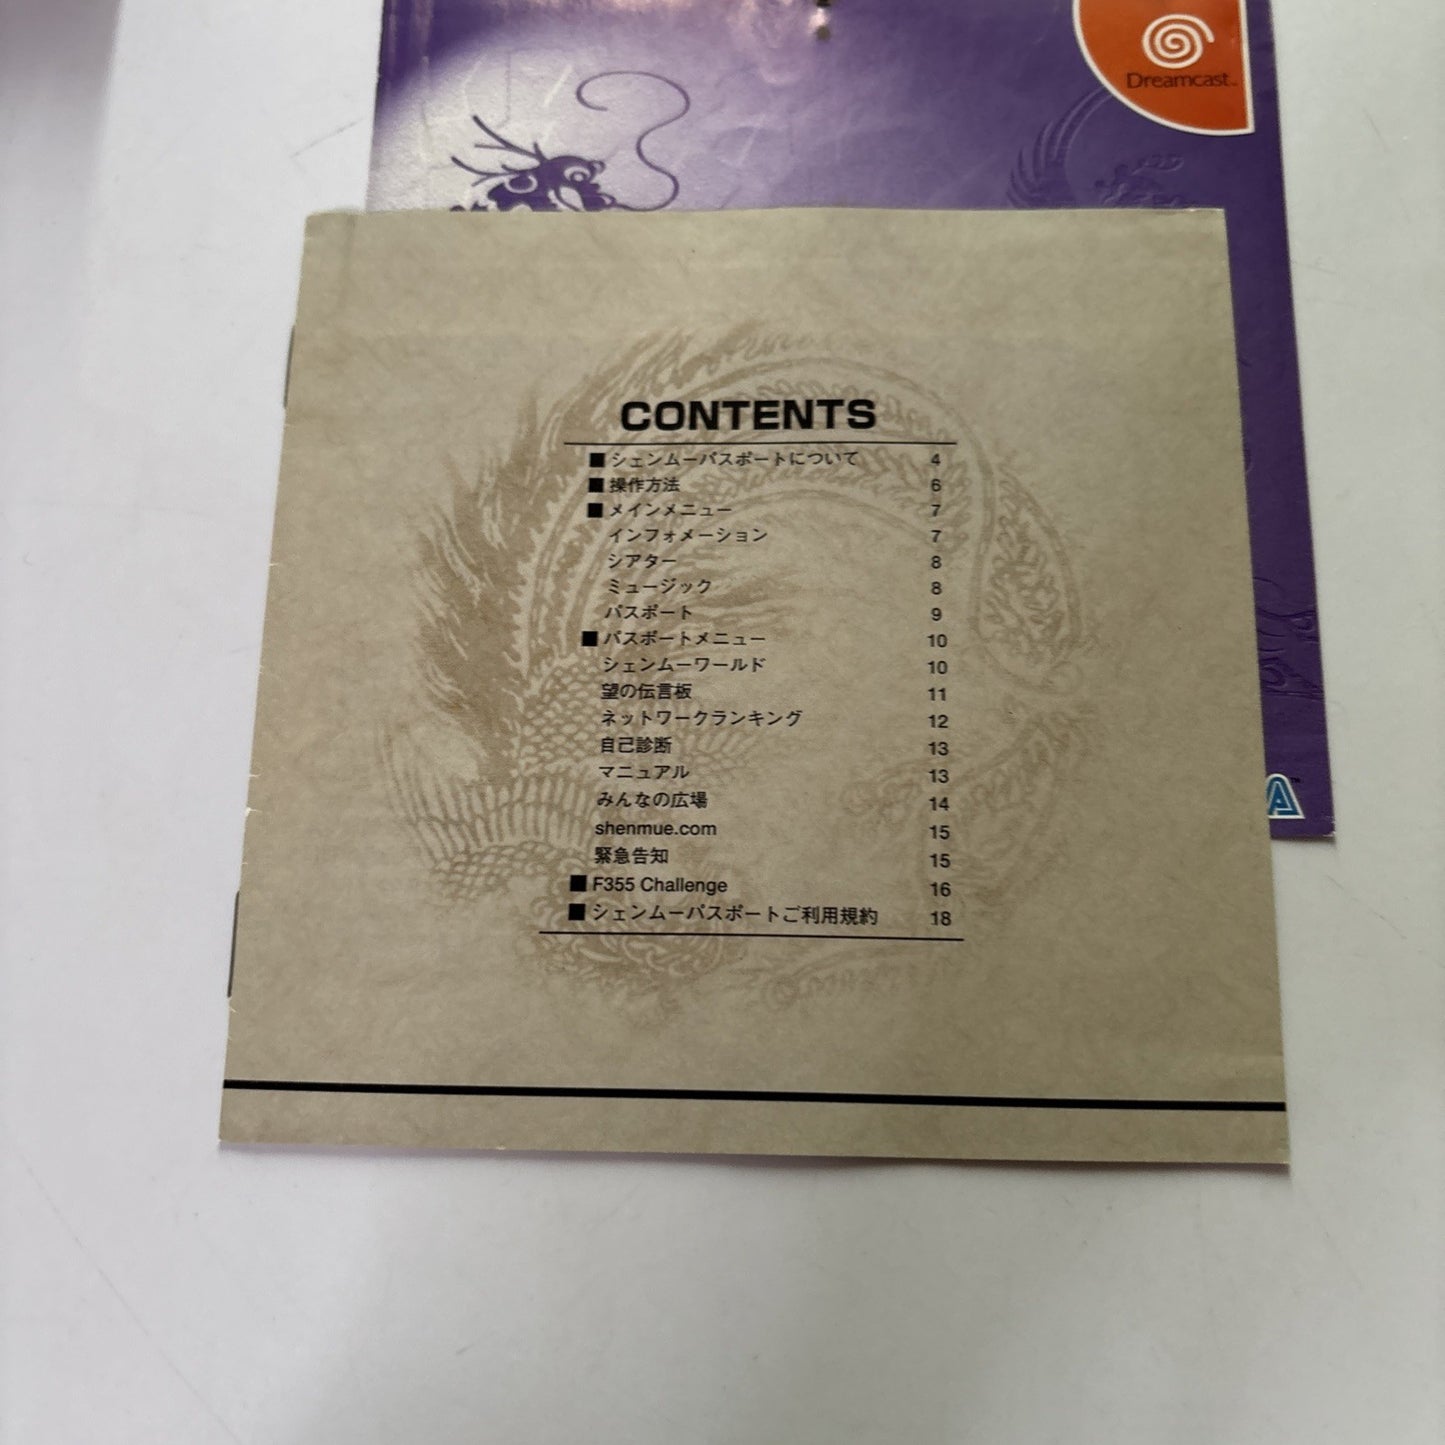 Dreamcast™
CONTENTS
■ シェンムーパスポートについて 4
■ 操作方法 6
■ メインメニュー 7
インフォメーション 7
シアター 8
ミュージック 8
パスポート 9
■ パスポートメニュー 10
シェンムーワールド 10
望の伝言板 11
ネットワークランキング 12
自己診断 13
マニュアル 13
みんなの広場 14
shenmue.com 15
緊急告知 15
■ F355 Challenge 16
■ シェンムーパスポートご利用規約 18